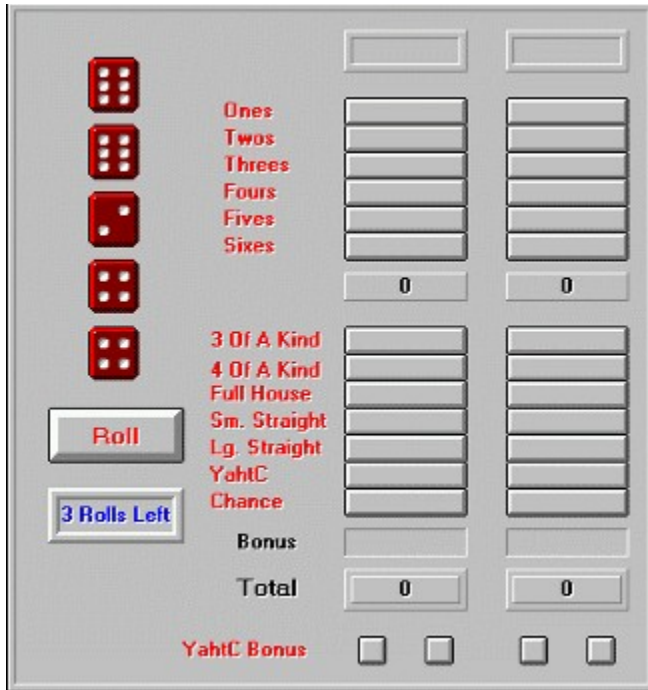 Ones
Twos
Threes
Fours
Fives
Sixes
0 0
3 Of A Kind
4 Of A Kind
Full House
Sm. Straight
Roll
Lg. Straight
YahtC
Chance
3 Rolls Left
Bonus
Total 0 0
YahtC Bonus